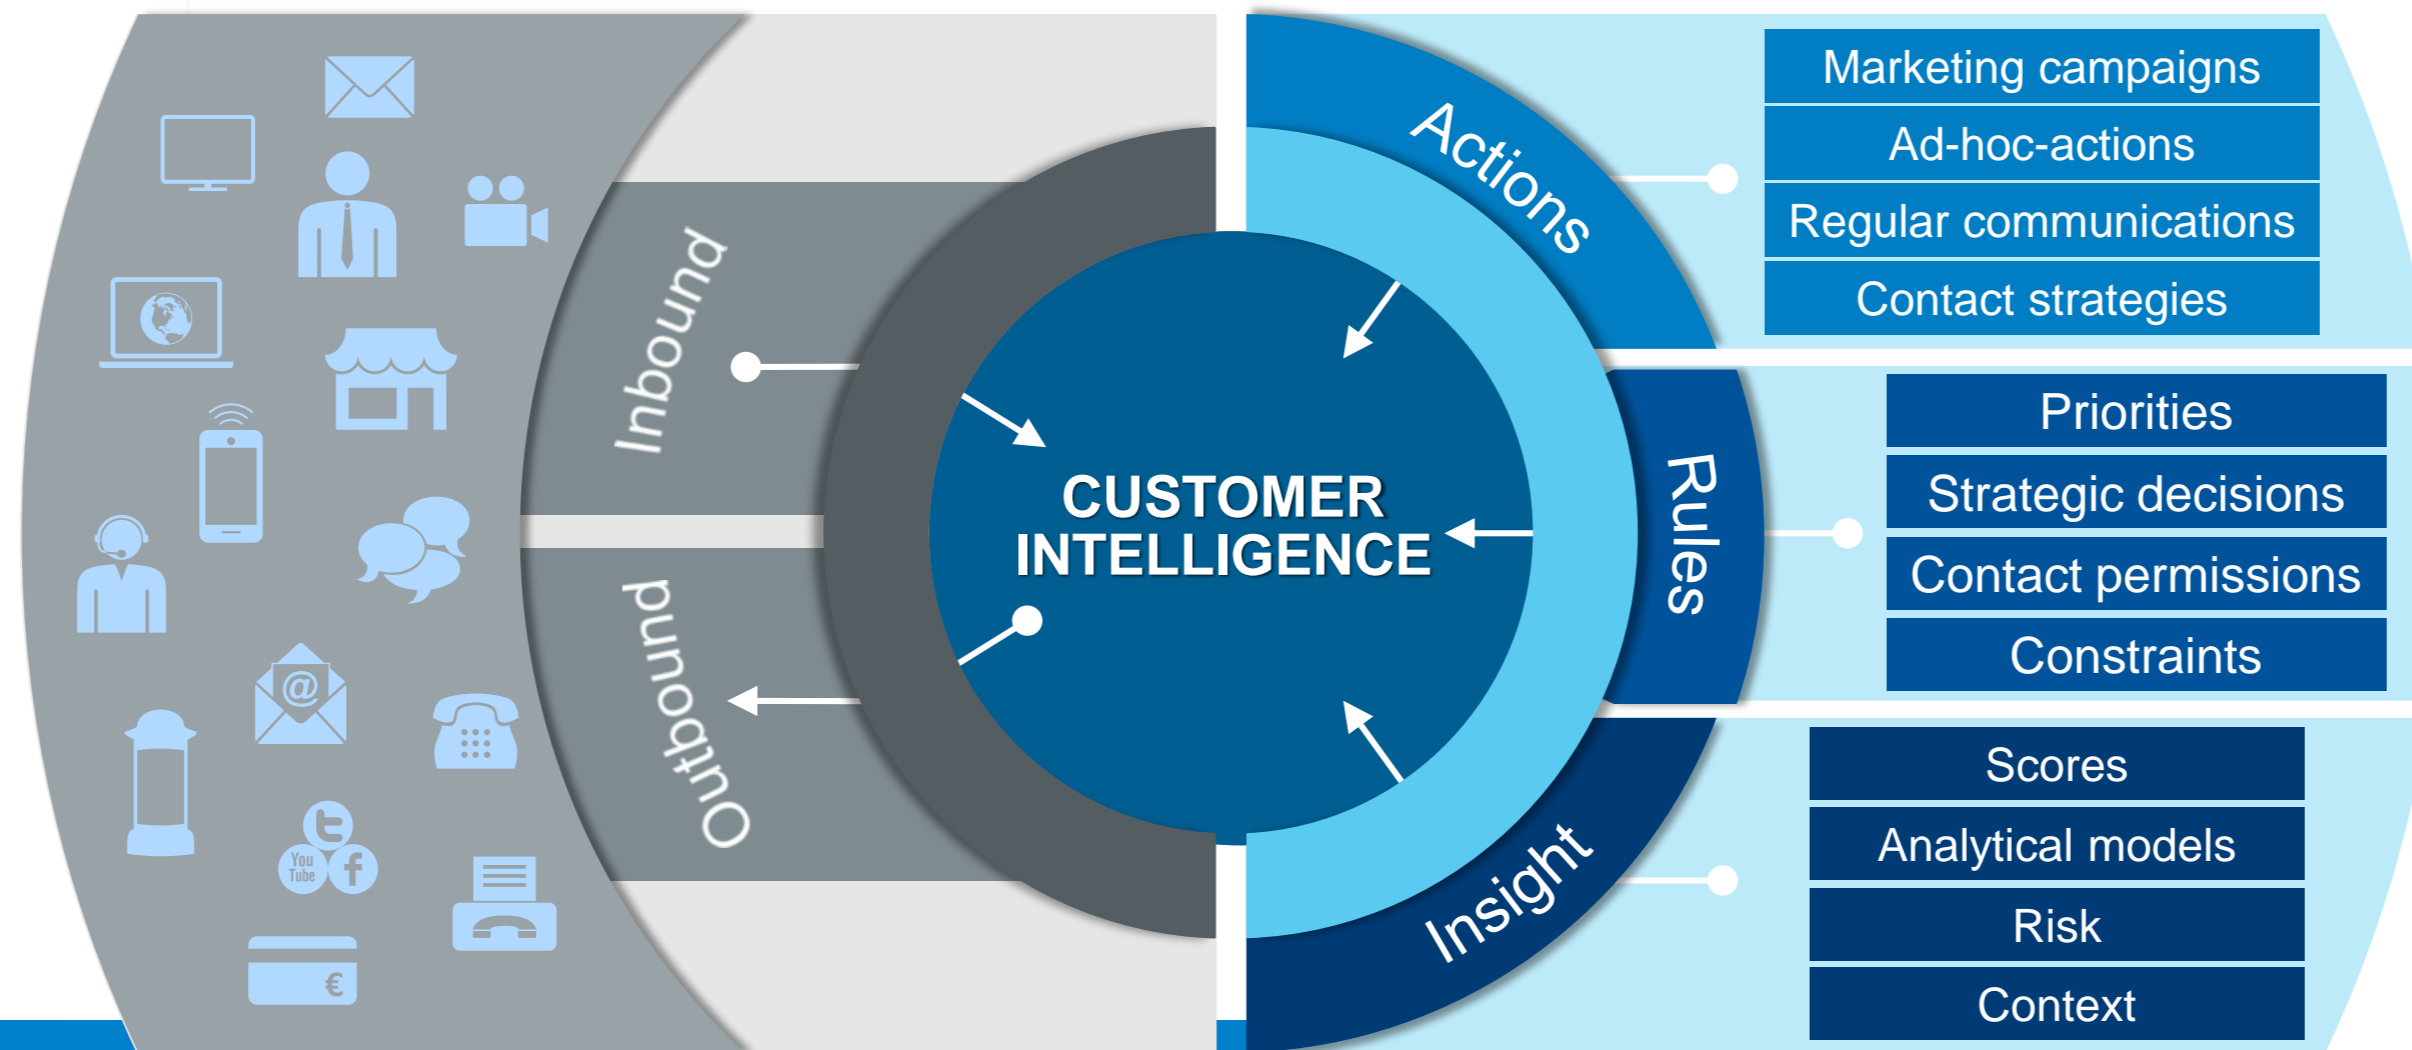 Inbound
Outbound
@
You
Tube
t
f
€
CUSTOMER
INTELLIGENCE
Actions
Marketing campaigns
Ad-hoc-actions
Regular communications
Contact strategies
Rules
Priorities
Strategic decisions
Contact permissions
Constraints
Insight
Scores
Analytical models
Risk
Context